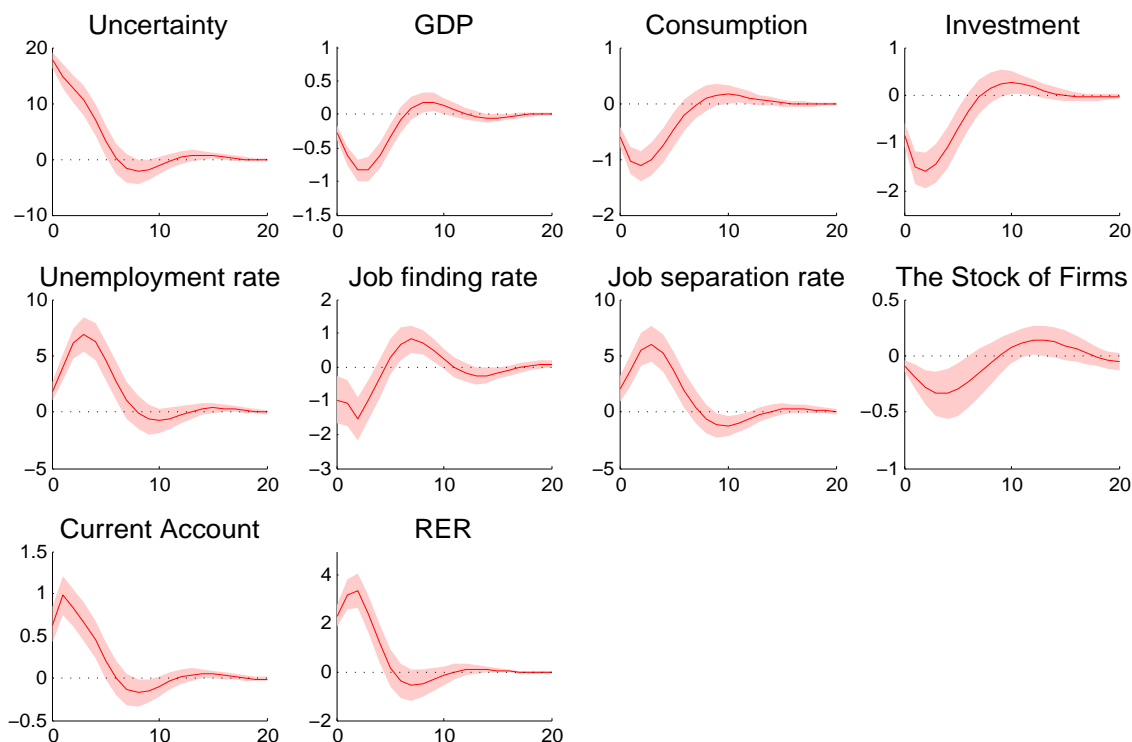 Uncertainty GDP Consumption Investment
20 1 1 1
10 0.5 0 0
0 0 −1 −1
−10 −0.5 −2 −2
−1
−1.5
0 10 20 0 10 20 0 10 20 0 10 20
Unemployment rate Job finding rate Job separation rate The Stock of Firms
10 2 10 0.5
5 1 5 0
0 0 0 −0.5
−5 −1 −5 −1
−2
−3
0 10 20 0 10 20 0 10 20 0 10 20
Current Account RER
1.5 4
1 2
0.5 0
0 −2
−0.5
0 10 20 0 10 20